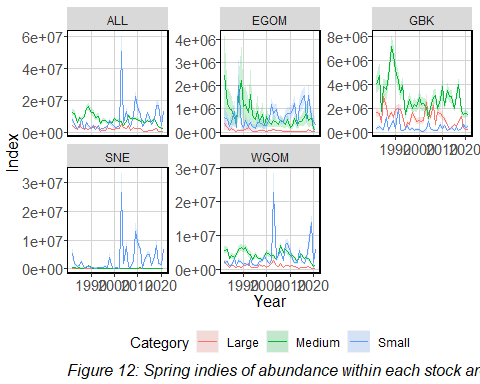 ALL EGOM GBK
6e+07 4e+06 8e+06
4e+07 3e+06 6e+06
2e+06 4e+06
2e+07 1e+06 2e+06
0e+00 0e+00 0e+00
1990 2000 2010 2020
Index
SNE WGOM
3e+07 3e+07
2e+07 2e+07
1e+07 1e+07
0e+00 0e+00
1990 2000 2010 2020 1990 2000 2010 2020
Year
Category Large Medium Small
Figure 12: Spring indies of abundance within each stock ar